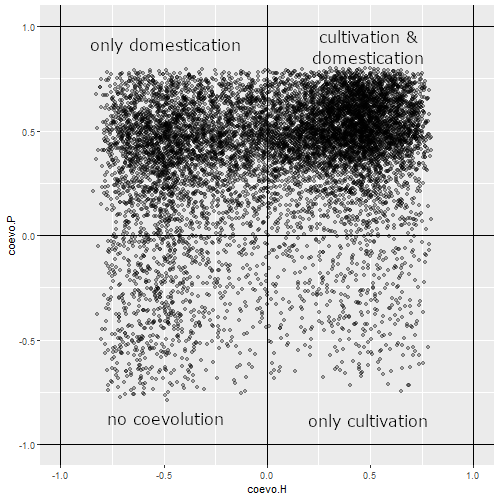 1.0
only domestication
cultivation &
domestication
0.5
coevo.P
0.0
-0.5
no coevolution
only cultivation
-1.0
-1.0
-0.5
0.0
0.5
1.0
coevo.H